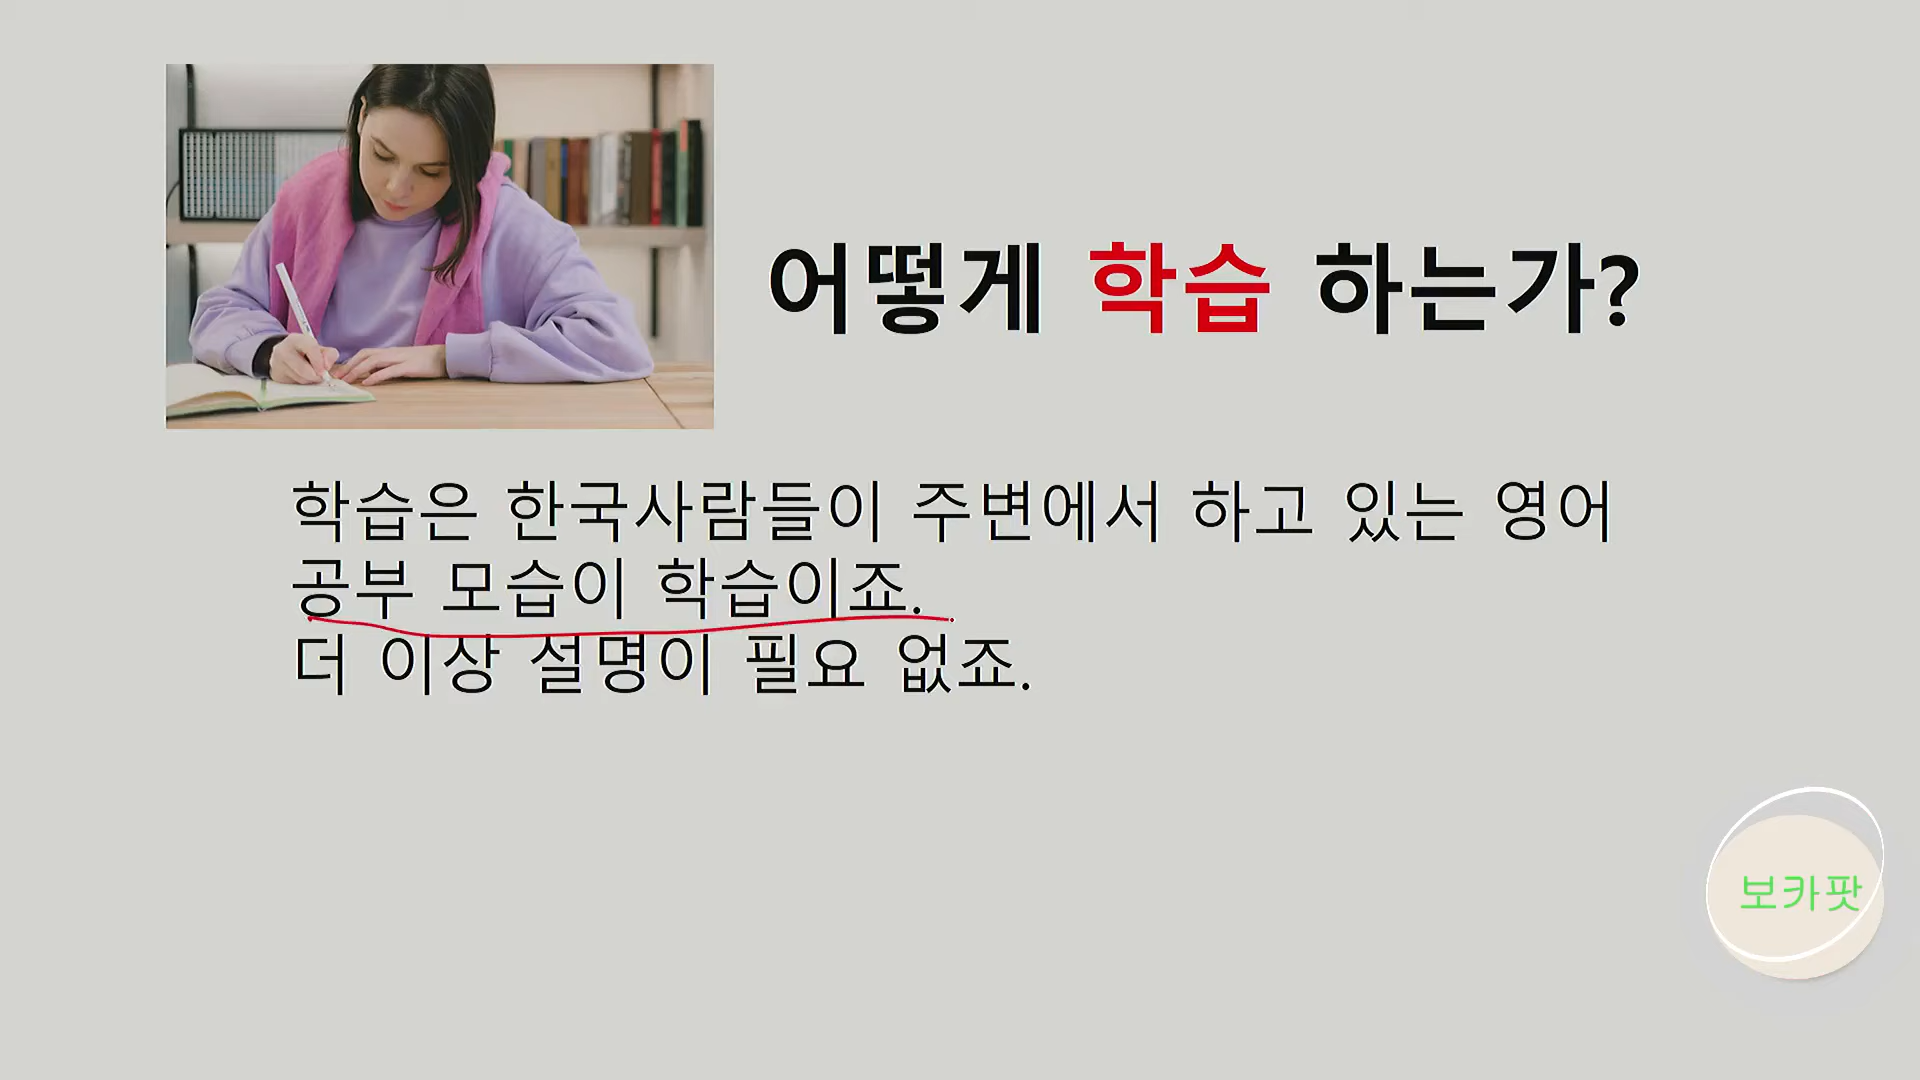 어떻게 학습 하는가?
학습은 한국사람들이 주변에서 하고 있는 영어
공부 모습이 학습이죠.
더 이상 설명이 필요 없죠.
보카팟